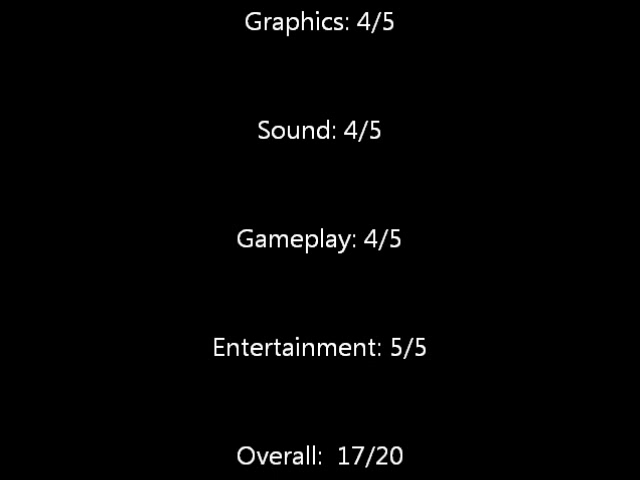 Graphics: 4/5
Sound: 4/5
Gameplay: 4/5
Entertainment: 5/5
Overall:  17/20